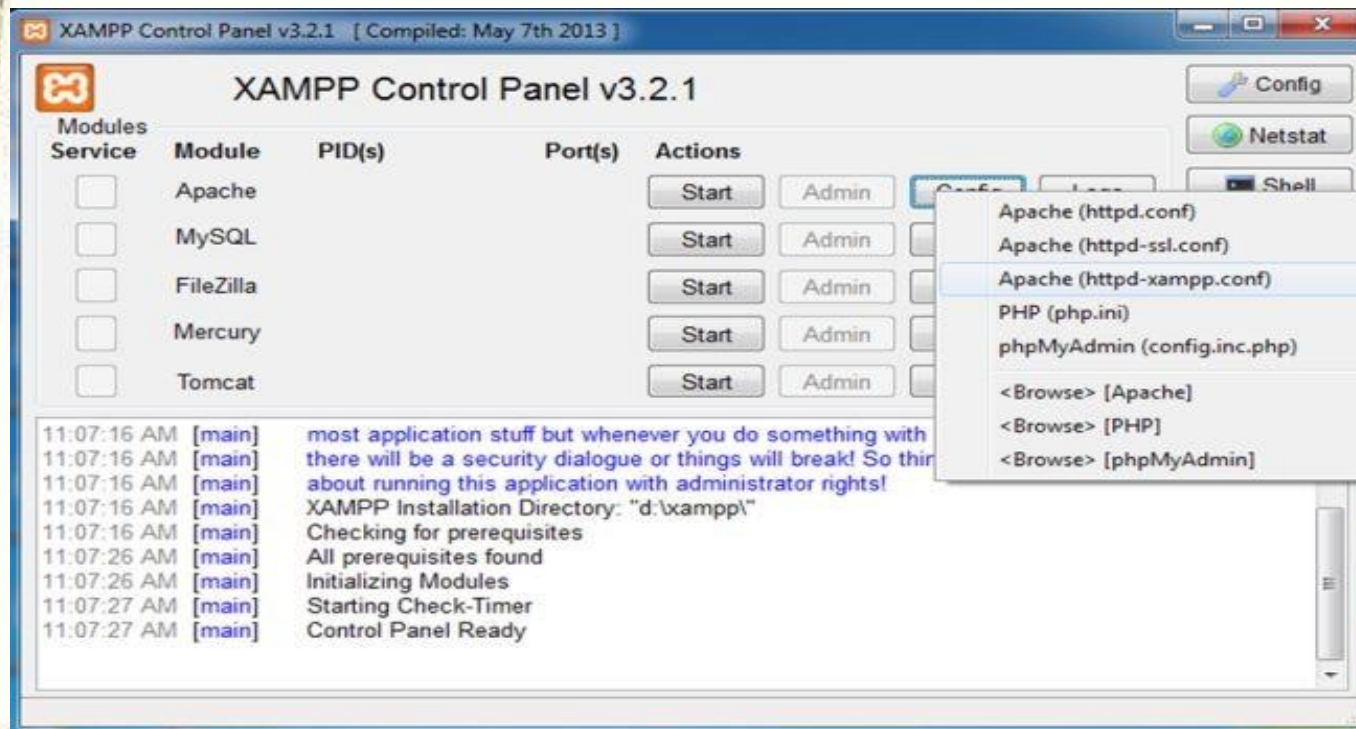 XAMPP Control Panel v3.2.1 [ Compiled: May 7th 2013 ]
XAMPP Control Panel v3.2.1
Config
Netstat
Shell
Modules
Service Module PID(s) Port(s) Actions
Apache Start Admin Config Logs
MySQL Start Admin
FileZilla Start Admin
Mercury Start Admin
Tomcat Start Admin
Apache (httpd.conf)
Apache (httpd-ssl.conf)
Apache (httpd-xampp.conf)
PHP (php.ini)
phpMyAdmin (config.inc.php)
<Browse> [Apache]
<Browse> [PHP]
<Browse> [phpMyAdmin]
11:07:16 AM [main] most application stuff but whenever you do something with
11:07:16 AM [main] there will be a security dialogue or things will break! So
11:07:16 AM [main] about running this application with administrator rights!
11:07:16 AM [main] XAMPP Installation Directory: "d:\xampp\"
11:07:16 AM [main] Checking for prerequisites
11:07:26 AM [main] All prerequisites found
11:07:26 AM [main] Initializing Modules
11:07:27 AM [main] Starting Check-Timer
11:07:27 AM [main] Control Panel Ready